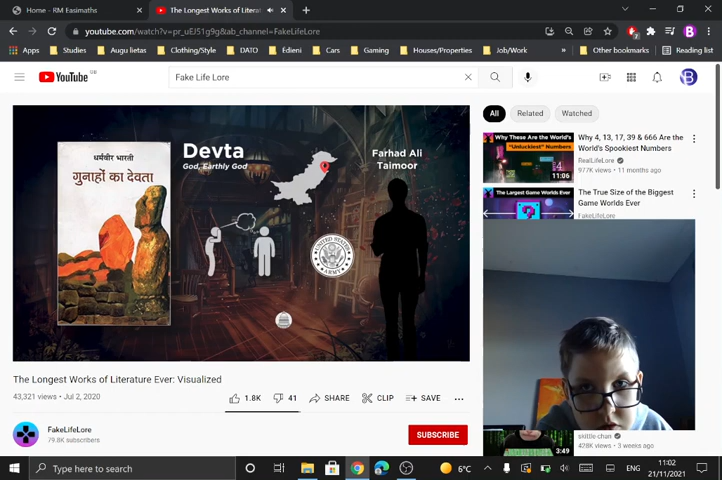 Home - RM Easimaths
The Longest Works of Literat
youtube.com/watch?v=pr_uEJ51g9g&ab_channel=FakeLifeLore
Apps
Studies
Augu lietas
Clothing/Style
DATO
Edieni
Cars
Gaming
Houses/Properties
Job/Work
»
Other bookmarks
Reading list
YouTube
Fake Life Lore
B
All
Related
Watched
धर्मवीर भारती
गुनाहों का देवता
Devta
God, Earthly God
Farhad Ali
Taimoor
UNITED STATES
ARMY
Why These Are the World's
"Unluckiest" Numbers
11:06
Why 4, 13, 17, 39 & 666 Are the
World's Spookiest Numbers
RealLifeLore
977K views • 11 months ago
The Largest Game Worlds Ever
The True Size of the Biggest
Game Worlds Ever
FakeLifeLore
The Longest Works of Literature Ever: Visualized
43,321 views • Jul 2, 2020
1.8K
41
SHARE
CLIP
SAVE
FakeLifeLore
79.8K subscribers
SUBSCRIBE
3:49
skittle-chan
428K views • 3 weeks ago
Type here to search
6°C
ENG
11:02
21/11/2021